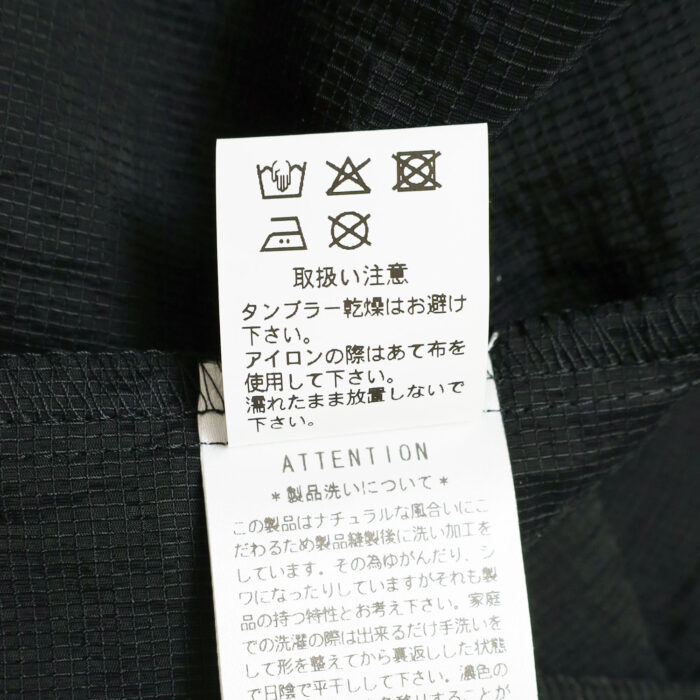 取扱い注意
タンブラー乾燥はお避け
下さい。
アイロンの際はあて布を
使用して下さい。
濡れたまま放置しないで
下さい。
ATTENTION
*製品洗いについて*
この製品はナチュラルな風合いにこ
だわるため製品縫製後に洗い加工を
しています。その為ゆがんだり、シ
ワになったりしていますがそれも製
品の持つ特性とお考え下さい。家庭
での洗濯の際は出来るだけ手洗いを
して形を整えてから裏返しした状態
で日陰で平干しして下さい。濃色の
移りすることが